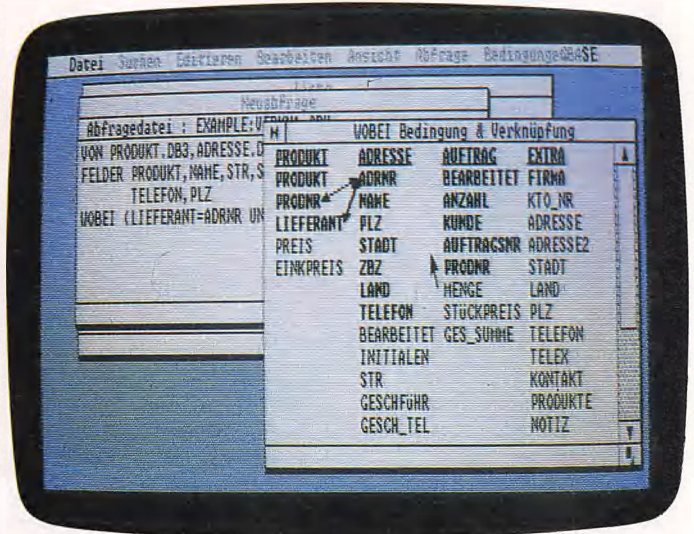 Datei Suchen Editieren Bearbeiten Ansicht Abfrage Bedingungen BASE
Neuabfrage
Abfragedatei : EXAMPLE:
VON PRODUKT.DB3,ADRESSE.D
FELDER PRODUKT,NAME,STR,S
TELEFON,PLZ
WOBEI (LIEFERANT=ADRNR UN
WOBEI Bedingung & Verknüpfung
PRODUKT ADRESSE AUFTRAG EXTRA
PRODUKT ADRNR BEARBEITET FIRMA
PRODNR NAME ANZAHL KTO_NR
LIEFERANT PLZ KUNDE ADRESSE
PREIS STADT AUFTRAGSNR ADRESSE2
EINKPREIS ZBZ PRODNR STADT
LAND MENGE LAND
TELEFON STüCKPREIS PLZ
BEARBEITET GES_SUMME TELEFON
INITIALEN TELEX
STR KONTAKT
GESCHFüHR PRODUKTE
GESCH_TEL NOTIZ